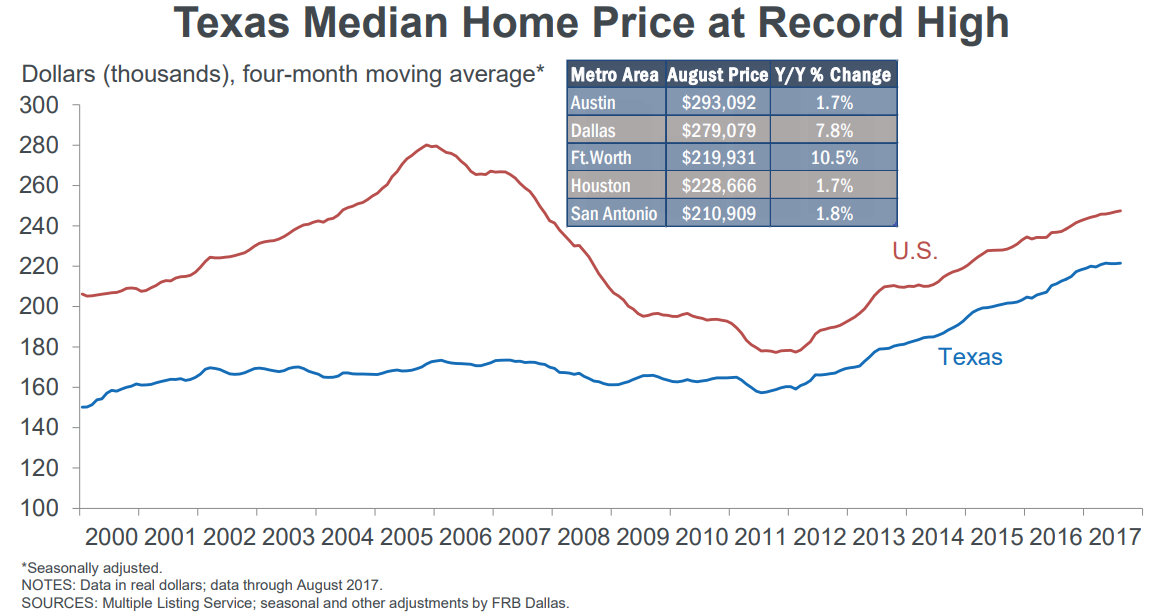 Texas Median Home Price at Record High
Dollars (thousands), four-month moving average*
Metro Area August Price Y/Y % Change
Austin $293,092 1.7%
Dallas $279,079 7.8%
Ft.Worth $219,931 10.5%
Houston $228,666 1.7%
San Antonio $210,909 1.8%
300
280
260
240
220
200
180
160
140
120
100
U.S.
Texas
2000 2001 2002 2003 2004 2005 2006 2007 2008 2009 2010 2011 2012 2013 2014 2015 2016 2017
*Seasonally adjusted.
NOTES: Data in real dollars; data through August 2017.
SOURCES: Multiple Listing Service; seasonal and other adjustments by FRB Dallas.